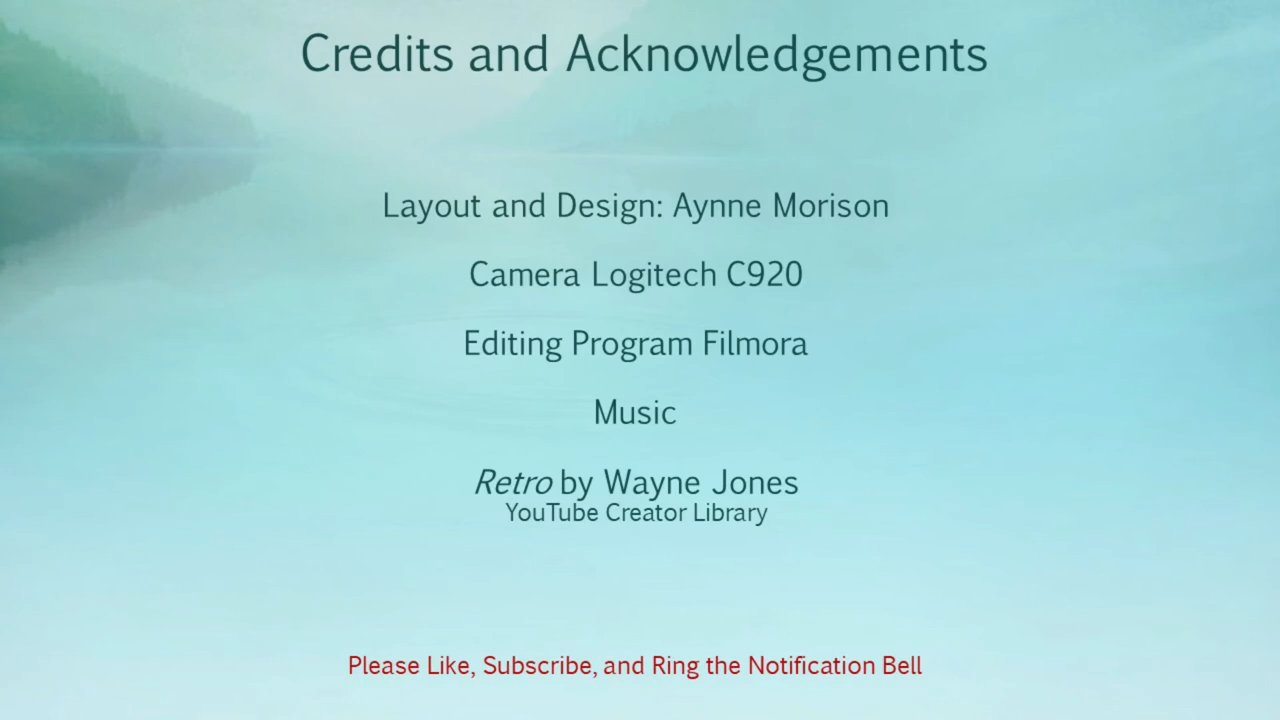 Credits and Acknowledgements
Layout and Design: Aynne Morison
Camera Logitech C920
Editing Program Filmora
Music
Retro by Wayne Jones
YouTube Creator Library
Please Like, Subscribe, and Ring the Notification Bell